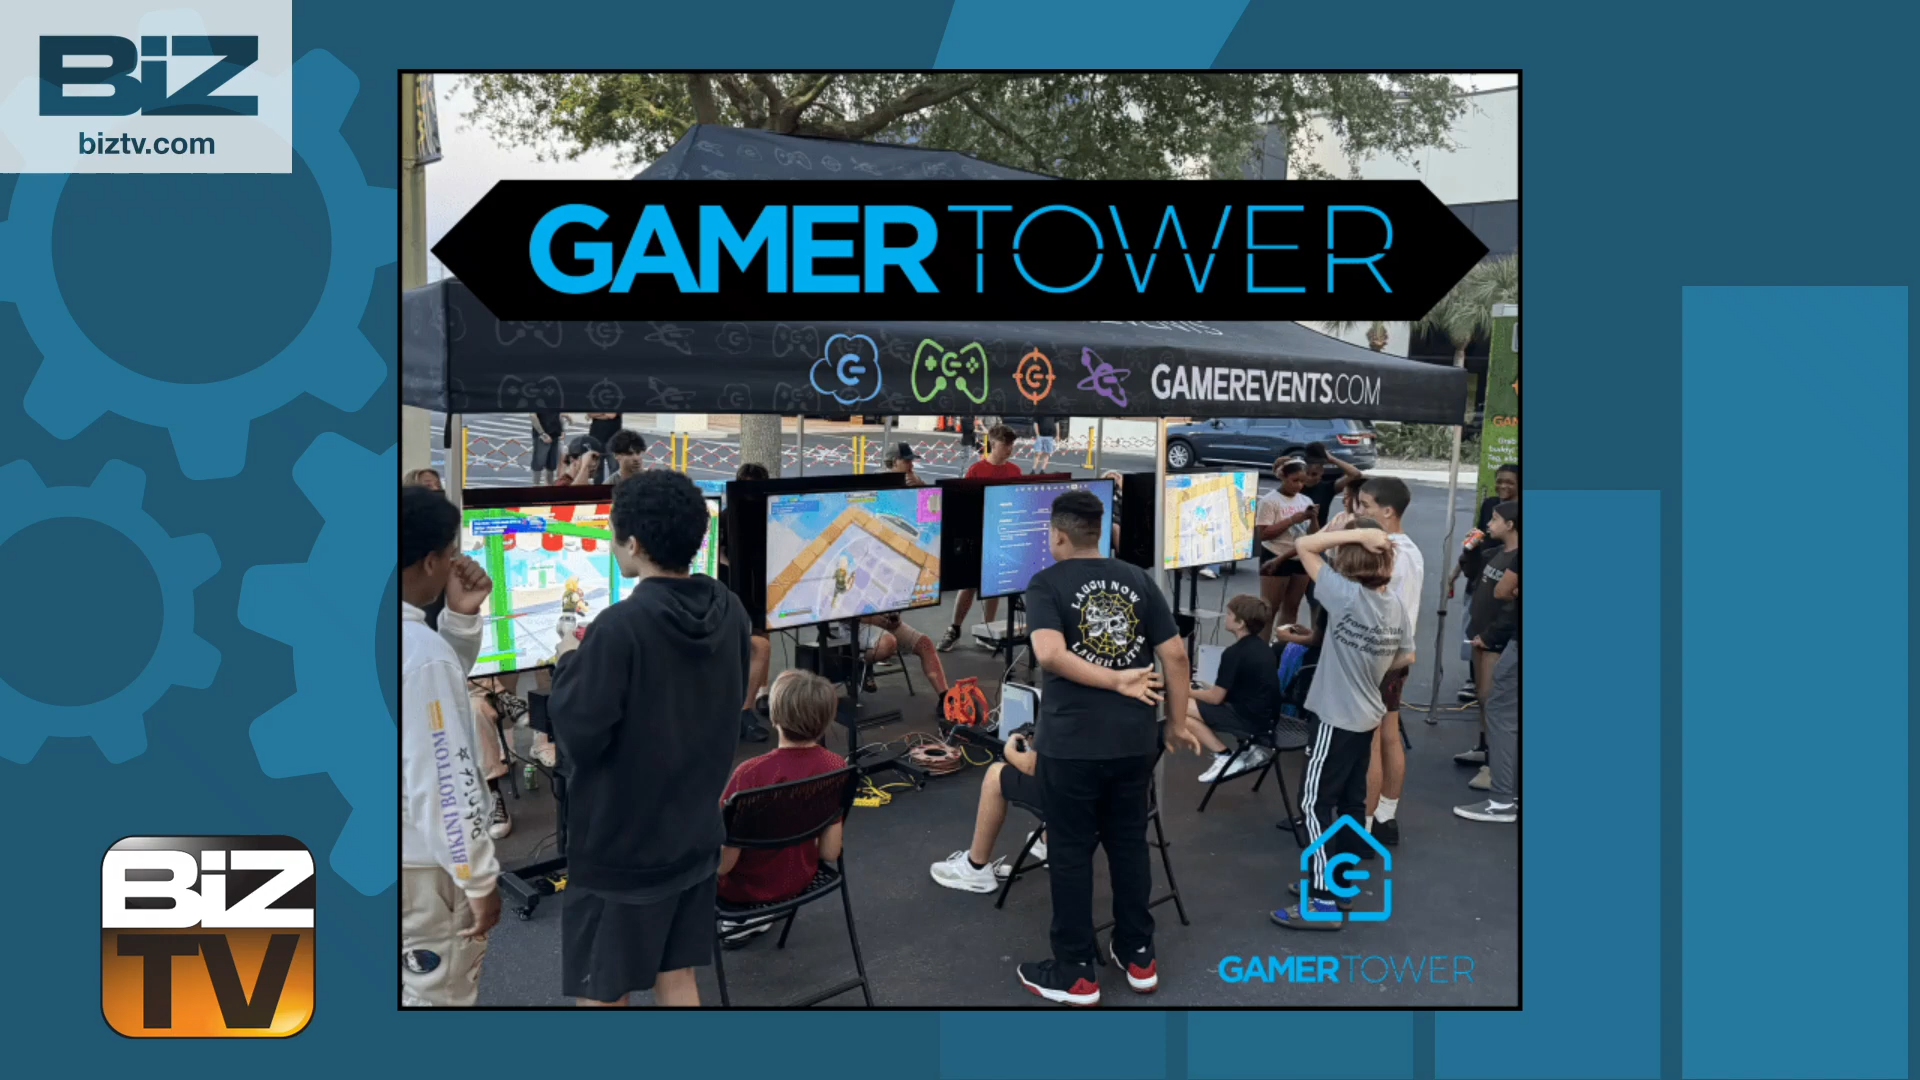 BiZ
biztv.com
GAMERTOWER
GAMEREVENTS.COM
LAUGH NOW
LAUGH LATER
BIKINI BOTTOM
GAMERTOWER
BiZ
TV